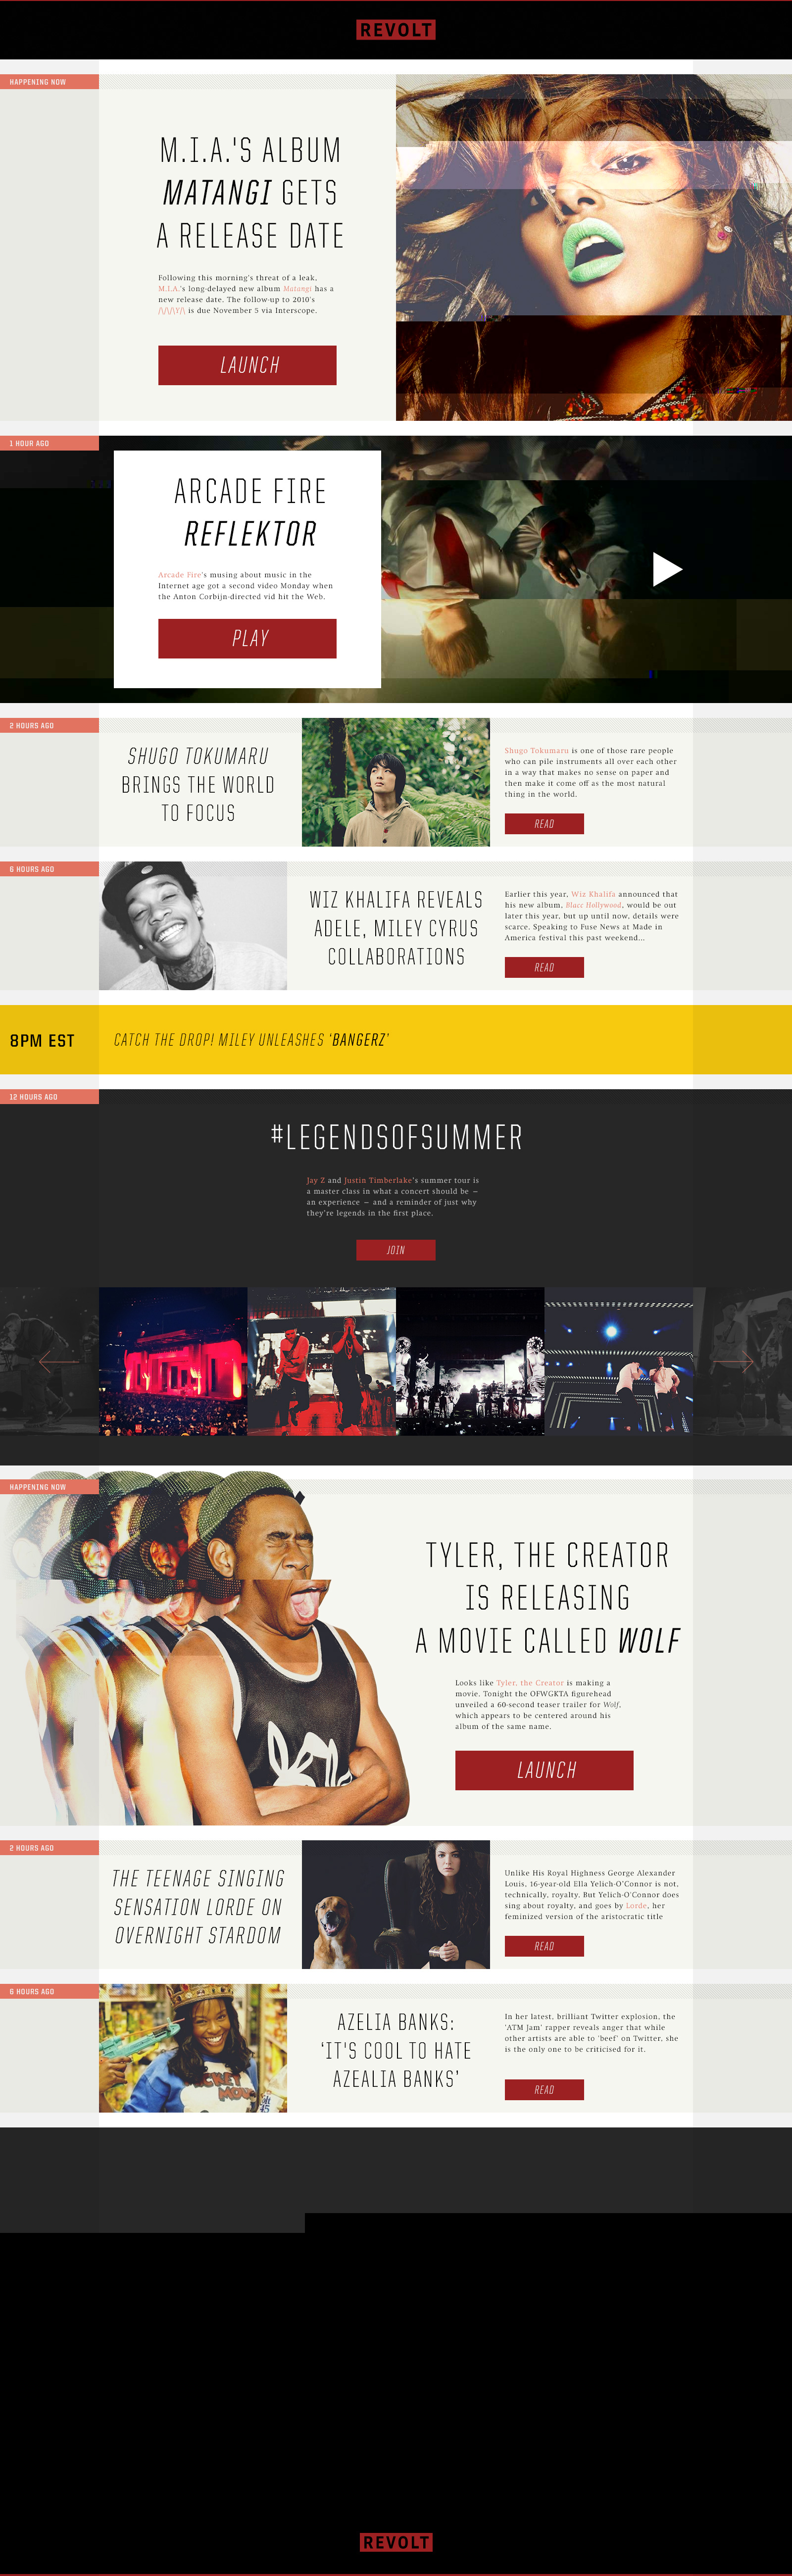 REVOLT
HAPPENING NOW
M.I.A.'S ALBUM
MATANGI GETS
A RELEASE DATE
Following this morning's threat of a leak,
M.I.A.'s long-delayed new album Matangi has a
new release date. The follow-up to 2010's
/\/\/\Y/\ is due November 5 via Interscope.
LAUNCH
1 HOUR AGO
ARCADE FIRE
REFLEKTOR
Arcade Fire's musing about music in the
Internet age got a second video Monday when
the Anton Corbijn-directed vid hit the Web.
PLAY
2 HOURS AGO
SHUGO TOKUMARU
BRINGS THE WORLD
TO FOCUS
Shugo Tokumaru is one of those rare people
who can pile instruments all over each other
in a way that makes no sense on paper and
then make it come off as the most natural
thing in the world.
READ
6 HOURS AGO
WIZ KHALIFA REVEALS
ADELE, MILEY CYRUS
COLLABORATIONS
Earlier this year, Wiz Khalifa announced that
his new album, Blacc Hollywood, would be out
later this year, but up until now, details were
scarce. Speaking to Fuse News at Made in
America festival this past weekend...
READ
8PM EST
CATCH THE DROP! MILEY UNLEASHES 'BANGERZ'
12 HOURS AGO
#LEGENDSOFSUMMER
Jay Z and Justin Timberlake's summer tour is
a master class in what a concert should be –
an experience – and a reminder of just why
they're legends in the first place.
JOIN
HAPPENING NOW
TYLER, THE CREATOR
IS RELEASING
A MOVIE CALLED WOLF
Looks like Tyler, the Creator is making a
movie. Tonight the OFWGKTA figurehead
unveiled a 60-second teaser trailer for Wolf,
which appears to be centered around his
album of the same name.
LAUNCH
2 HOURS AGO
THE TEENAGE SINGING
SENSATION LORDE ON
OVERNIGHT STARDOM
Unlike His Royal Highness George Alexander
Louis, 16-year-old Ella Yelich-O'Connor is not,
technically, royalty. But Yelich-O'Connor does
sing about royalty, and goes by Lorde, her
feminized version of the aristocratic title
READ
6 HOURS AGO
AZELIA BANKS:
'IT'S COOL TO HATE
AZEALIA BANKS'
In her latest, brilliant Twitter explosion, the
'ATM Jam' rapper reveals anger that while
other artists are able to 'beef' on Twitter, she
is the only one to be criticised for it.
READ
REVOLT